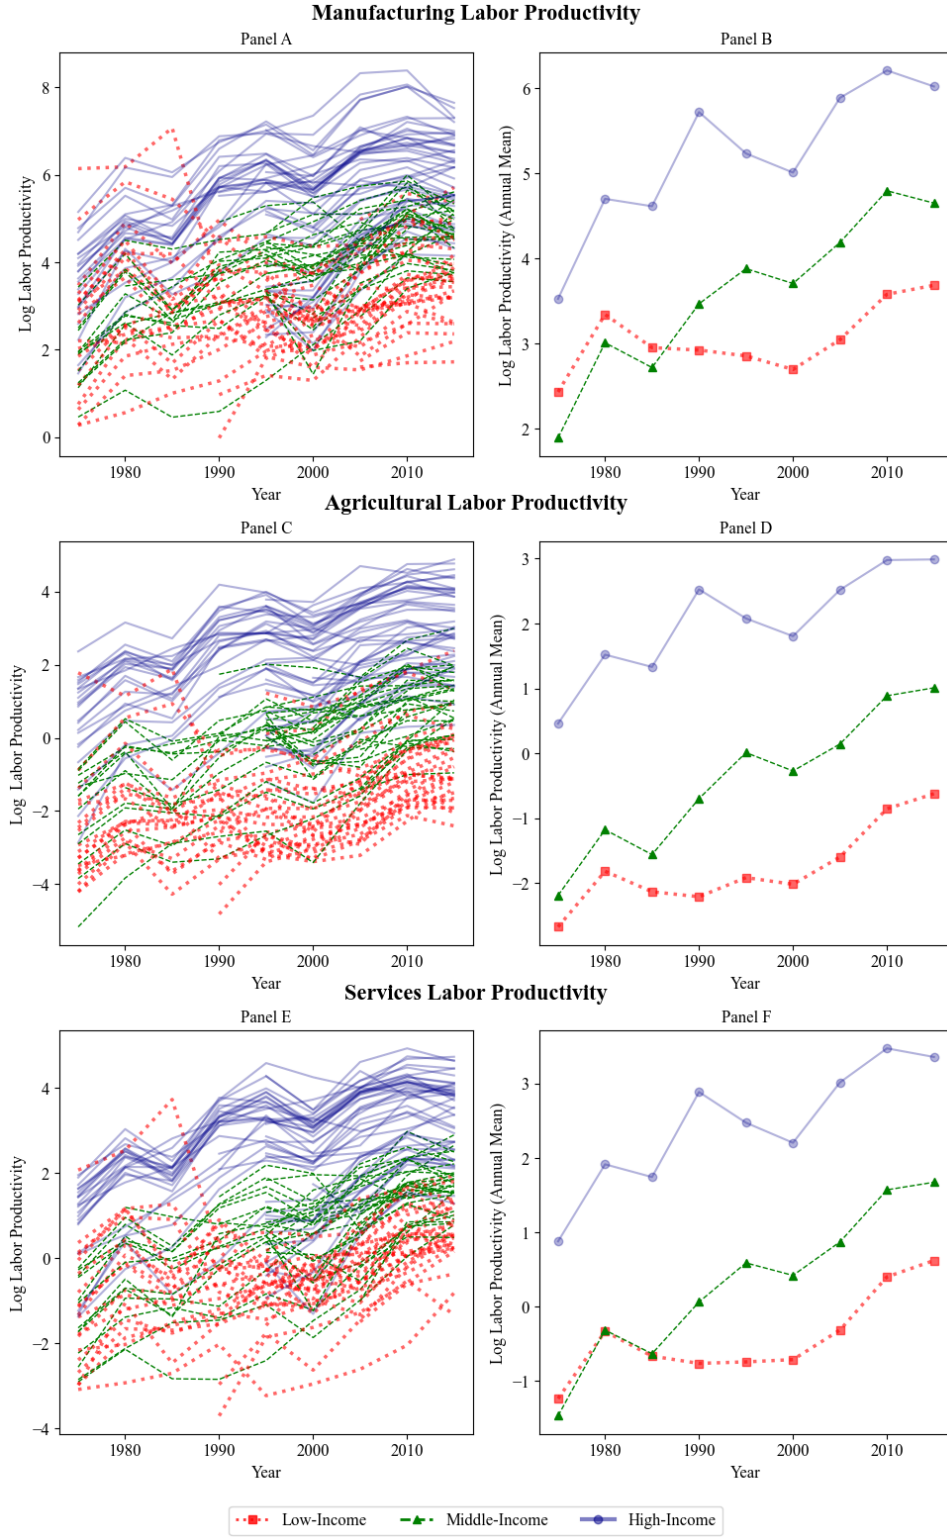 Manufacturing Labor Productivity
Panel A
Panel B
8
6
4
2
0
Log Labor Productivity
1980 1990 2000 2010
Year
6
5
4
3
2
Log Labor Productivity (Annual Mean)
1980 1990 2000 2010
Year
Agricultural Labor Productivity
Panel C
Panel D
4
2
0
−2
−4
Log Labor Productivity
1980 1990 2000 2010
Year
3
2
1
0
−1
−2
Log Labor Productivity (Annual Mean)
1980 1990 2000 2010
Year
Services Labor Productivity
Panel E
Panel F
4
2
0
−2
−4
Log Labor Productivity
1980 1990 2000 2010
Year
3
2
1
0
−1
Log Labor Productivity (Annual Mean)
1980 1990 2000 2010
Year
Low-Income Middle-Income High-Income